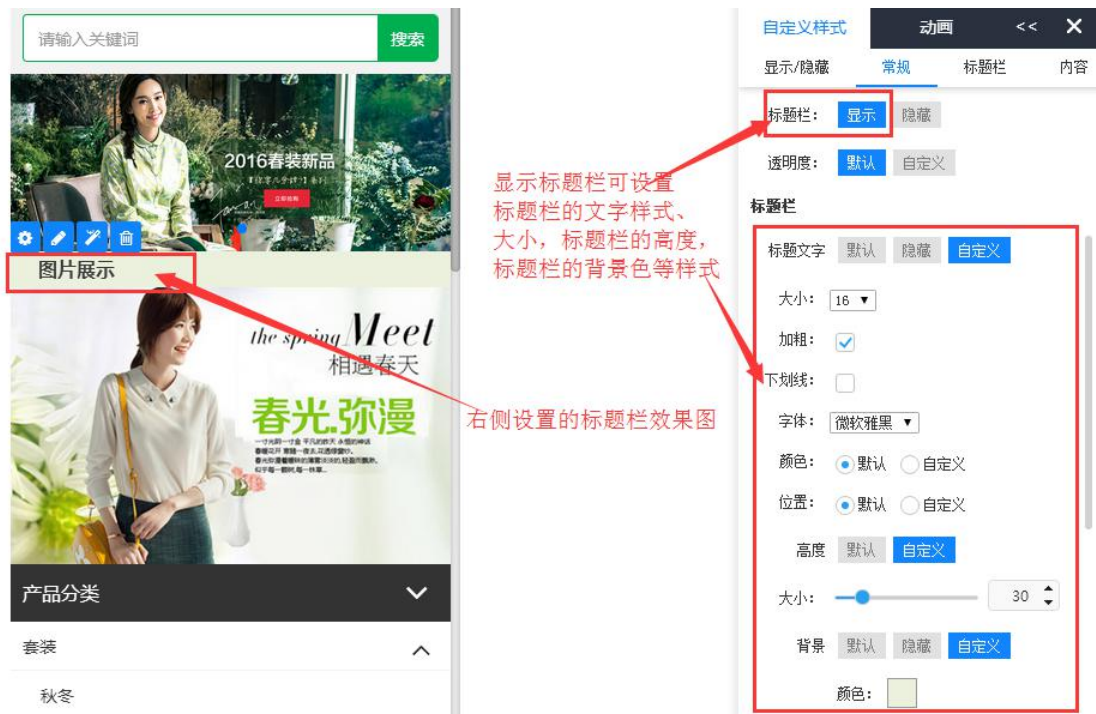 请输入关键词
搜索
2016春装新品
立即抢购
图片展示
the spring Meet
相遇春天
春光.弥漫
产品分类
套装
秋冬
显示标题栏可设置
标题栏的文字样式、
大小，标题栏的高度，
标题栏的背景色等样式
右侧设置的标题栏效果图
自定义样式 动画 << ×
显示/隐藏 常规 标题栏 内容
标题栏： 显示 隐藏
透明度： 默认 自定义
标题栏
标题文字 默认 隐藏 自定义
大小： 16
加粗：
下划线：
字体： 微软雅黑
颜色： 默认 自定义
位置： 默认 自定义
高度 默认 自定义
大小： 30
背景 默认 隐藏 自定义
颜色：